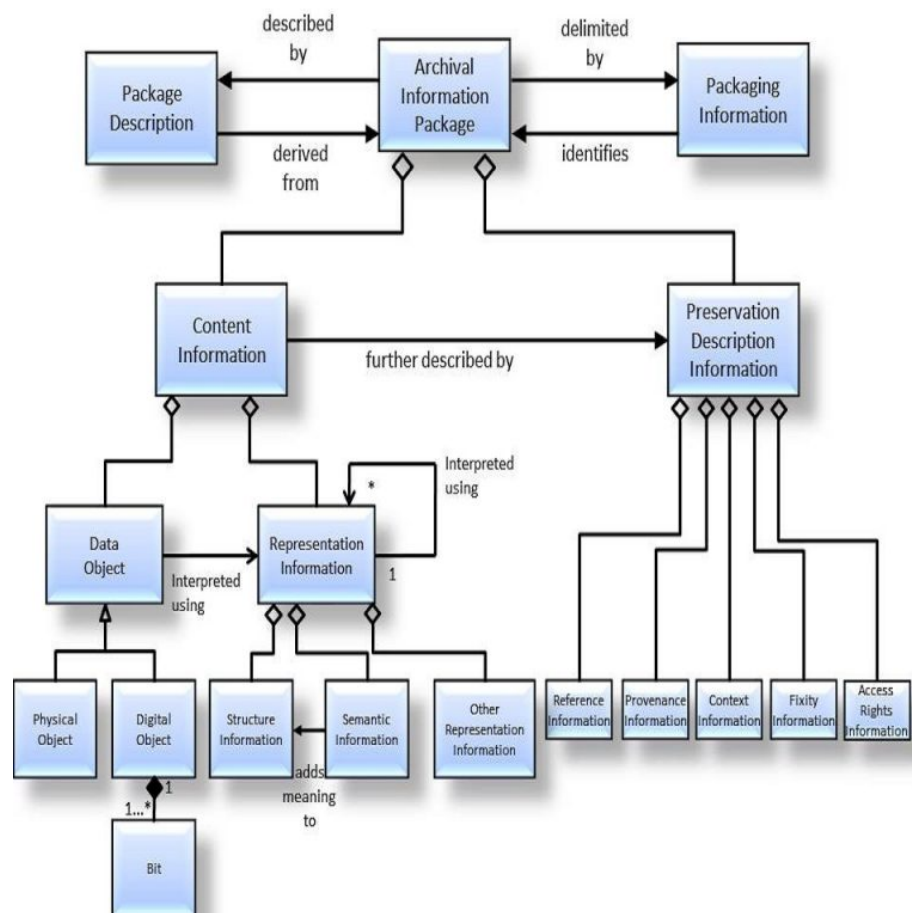 described
by
Package
Description
derived
from
Archival
Information
Package
delimited
by
Packaging
Information
identifies
Content
Information
further described by
Preservation
Description
Information
Data
Object
Interpreted
using
Representation
Information
*
1
Interpreted
using
Physical
Object
Digital
Object
Structure
Information
Semantic
Information
adds
meaning
to
Other
Representation
Information
Reference
Information
Provenance
Information
Context
Information
Fixity
Information
Access
Rights
Information
1
1...*
Bit